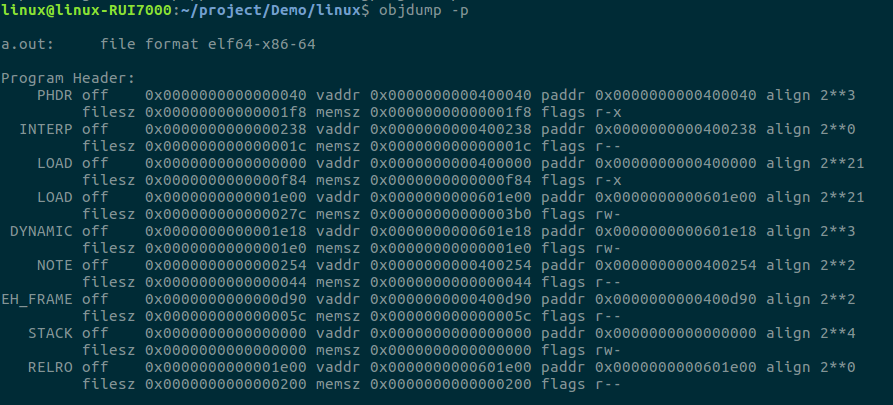 linux@linux-RUI7000:~/project/Demo/linux$ objdump -p

a.out:     file format elf64-x86-64

Program Header:
    PHDR off    0x0000000000000040 vaddr 0x0000000000400040 paddr 0x0000000000400040 align 2**3
         filesz 0x00000000000001f8 memsz 0x00000000000001f8 flags r-x
  INTERP off    0x0000000000000238 vaddr 0x0000000000400238 paddr 0x0000000000400238 align 2**0
         filesz 0x000000000000001c memsz 0x000000000000001c flags r--
    LOAD off    0x0000000000000000 vaddr 0x0000000000400000 paddr 0x0000000000400000 align 2**21
         filesz 0x0000000000000f84 memsz 0x0000000000000f84 flags r-x
    LOAD off    0x0000000000001e00 vaddr 0x0000000000601e00 paddr 0x0000000000601e00 align 2**21
         filesz 0x000000000000027c memsz 0x00000000000003b0 flags rw-
 DYNAMIC off    0x0000000000001e18 vaddr 0x0000000000601e18 paddr 0x0000000000601e18 align 2**3
         filesz 0x00000000000001e0 memsz 0x00000000000001e0 flags rw-
    NOTE off    0x0000000000000254 vaddr 0x0000000000400254 paddr 0x0000000000400254 align 2**2
         filesz 0x0000000000000044 memsz 0x0000000000000044 flags r--
EH_FRAME off    0x0000000000000d90 vaddr 0x0000000000400d90 paddr 0x0000000000400d90 align 2**2
         filesz 0x000000000000005c memsz 0x000000000000005c flags r--
   STACK off    0x0000000000000000 vaddr 0x0000000000000000 paddr 0x0000000000000000 align 2**4
         filesz 0x0000000000000000 memsz 0x0000000000000000 flags rw-
   RELRO off    0x0000000000001e00 vaddr 0x0000000000601e00 paddr 0x0000000000601e00 align 2**0
         filesz 0x0000000000000200 memsz 0x0000000000000200 flags r--